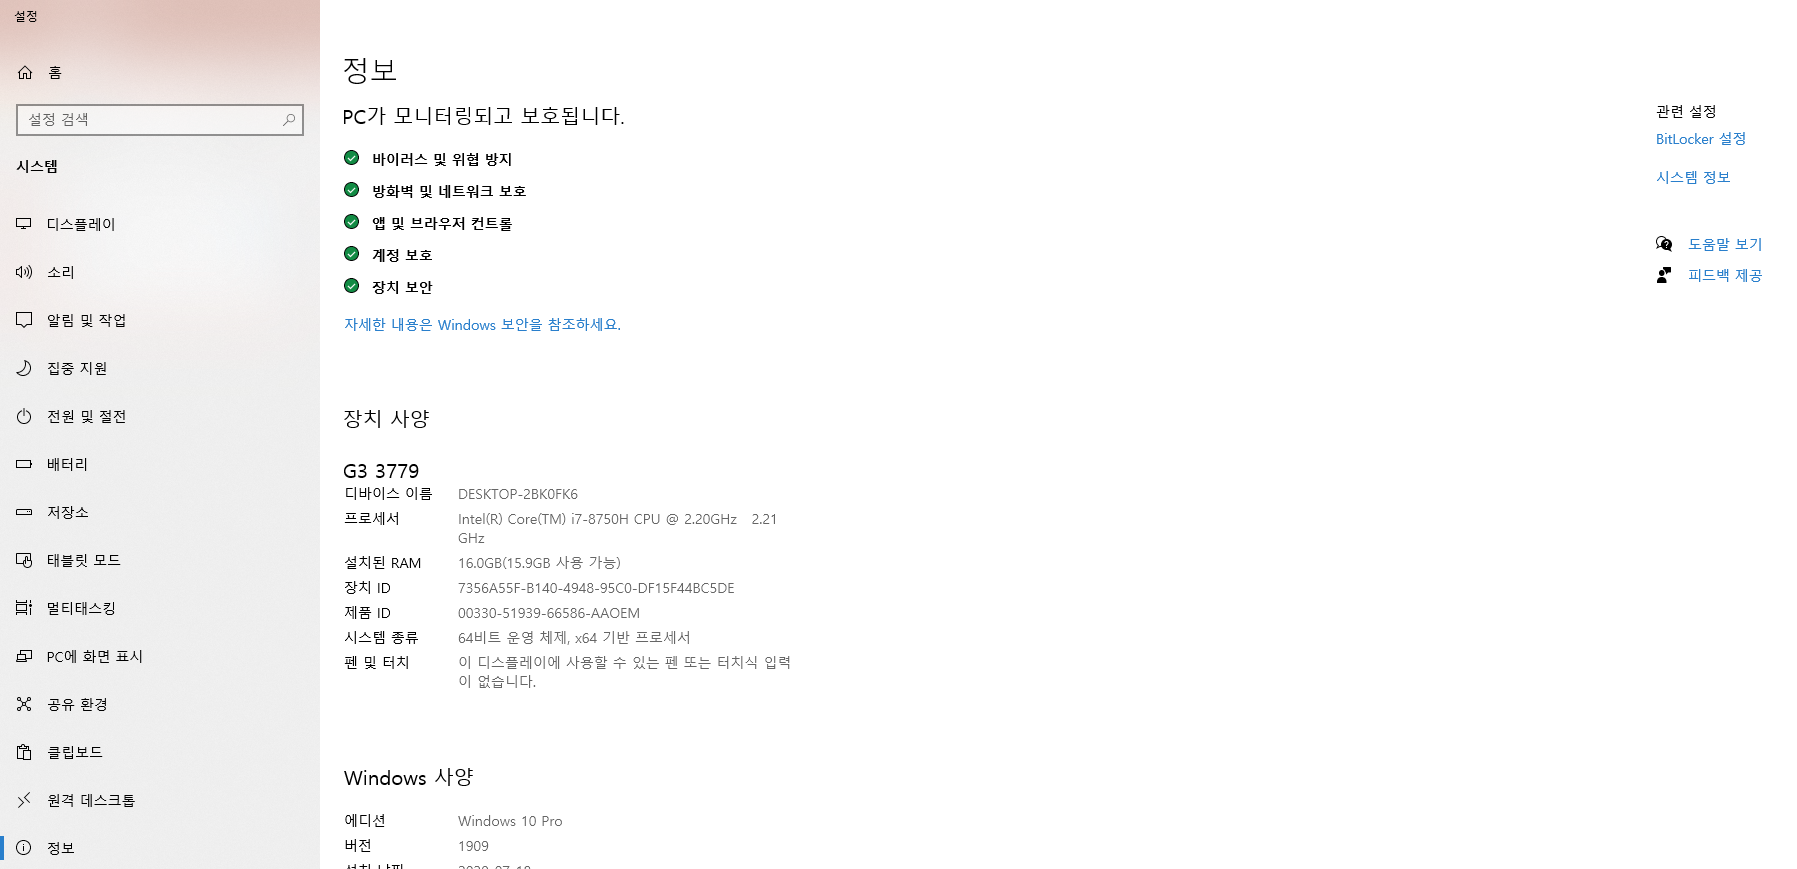 설정
홈
설정 검색
시스템
디스플레이
소리
알림 및 작업
집중 지원
전원 및 절전
배터리
저장소
태블릿 모드
멀티태스킹
PC에 화면 표시
공유 환경
클립보드
원격 데스크톱
정보
정보
PC가 모니터링되고 보호됩니다.
바이러스 및 위협 방지
방화벽 및 네트워크 보호
앱 및 브라우저 컨트롤
계정 보호
장치 보안
자세한 내용은 Windows 보안을 참조하세요.
장치 사양
G3 3779
디바이스 이름 DESKTOP-2BK0FK6
프로세서 Intel(R) Core(TM) i7-8750H CPU @ 2.20GHz 2.21
GHz
설치된 RAM 16.0GB(15.9GB 사용 가능)
장치 ID 7356A55F-B140-4948-95C0-DF15F44BC5DE
제품 ID 00330-51939-66586-AAOEM
시스템 종류 64비트 운영 체제, x64 기반 프로세서
펜 및 터치 이 디스플레이에 사용할 수 있는 펜 또는 터치식 입력
이 없습니다.
Windows 사양
에디션 Windows 10 Pro
버전 1909
관련 설정
BitLocker 설정
시스템 정보
도움말 보기
피드백 제공